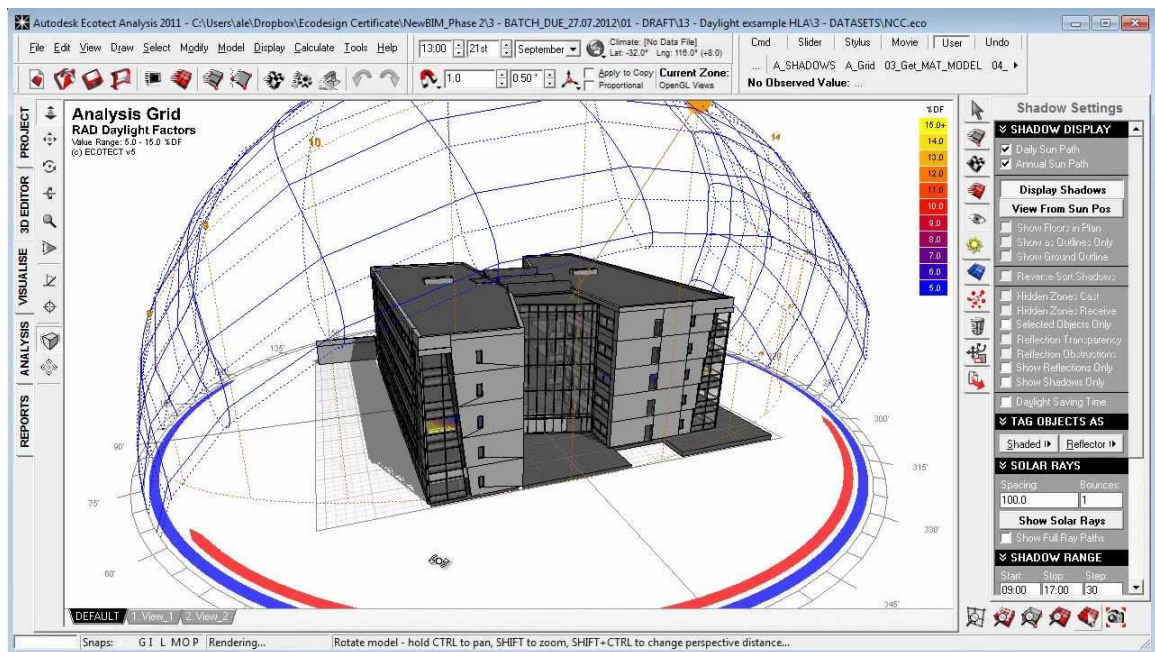 Autodesk Ecotect Analysis 2011 - C:\Users\ale\Dropbox\Ecodesign Certificate\NewBIM_Phase 2\3 - BATCH_DUE_27.07.2012\01 - DRAFT\13 - Daylight exsample HLA\3 - DATASETS\NCC.eco
File Edit View Draw Select Modify Model Display Calculate Tools Help
13:00 21st September
Climate: [No Data File]
Lat: -32.0° Lng: 116.0° (+8.0)
Cmd Slider Stylus Movie User Undo
... A_SHADOWS A_Grid 03_Get_MAT_MODEL 04_
1.0 0.50 °
Apply to Copy
Proportional
Current Zone:
OpenGL Views
No Observed Value: ...
PROJECT
3D EDITOR
VISUALISE
ANALYSIS
REPORTS
Analysis Grid
RAD Daylight Factors
Value Range: 5.0 - 15.0 %DF
(c) ECOTECT v5
10
14
9
135°
90°
75°
60°
300°
315°
330°
345°
%DF
15.0+
14.0
13.0
12.0
11.0
10.0
9.0
8.0
7.0
6.0
5.0
Shadow Settings
SHADOW DISPLAY
Daily Sun Path
Annual Sun Path
Display Shadows
View From Sun Pos
Show Floors in Plan
Show as Outlines Only
Show Ground Outline
Reverse Sort Shadows
Hidden Zones Cast
Hidden Zones Receive
Selected Objects Only
Reflection Transparency
Reflection Obstructions
Show Reflections Only
Show Shadows Only
Daylight Saving Time
TAG OBJECTS AS
Shaded Reflector
SOLAR RAYS
Spacing: Bounces:
100.0 1
Show Solar Rays
Show Full Ray Paths
SHADOW RANGE
Start: Stop: Step:
09:00 17:00 30
DEFAULT 1. View_1 2. View_2
Snaps: G I L M O P Rendering... Rotate model - hold CTRL to pan, SHIFT to zoom, SHIFT+CTRL to change perspective distance...